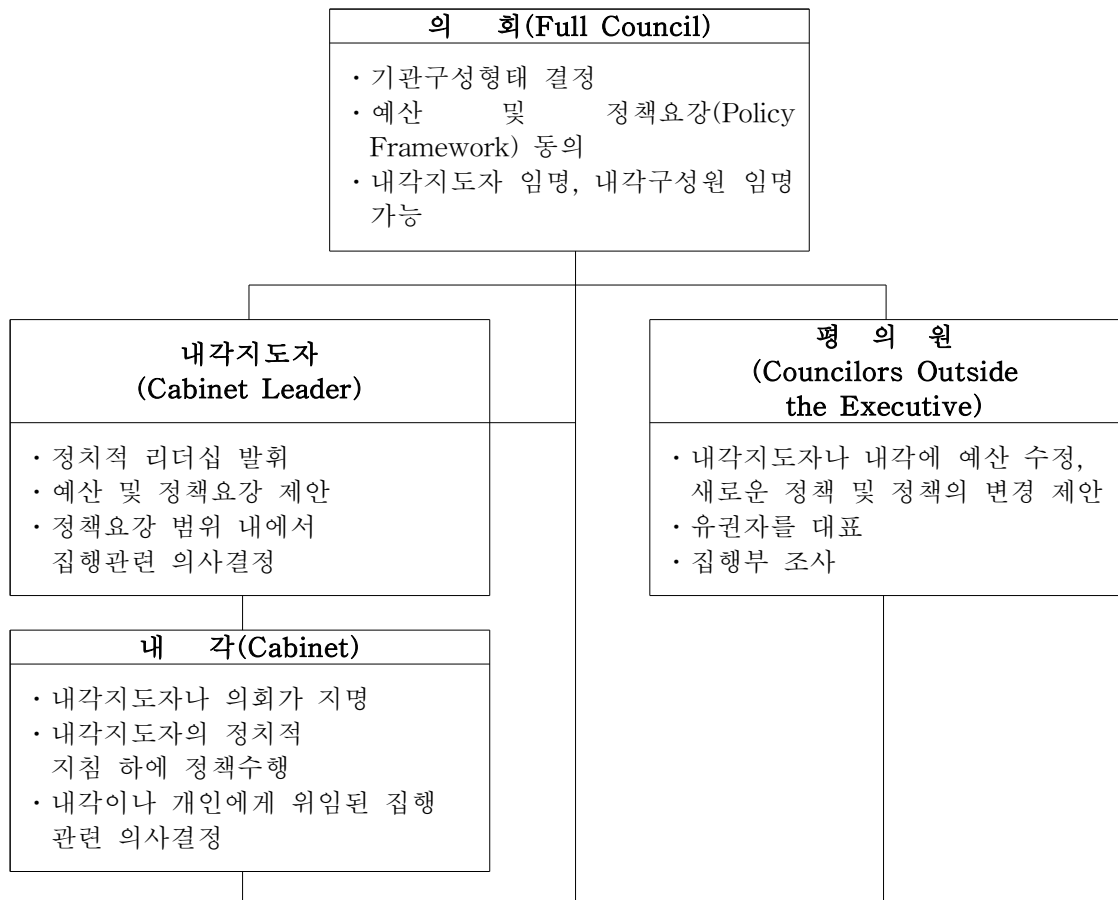 의 회(Full Council)
· 기관구성형태 결정
· 예산 및 정책요강(Policy
Framework) 동의
· 내각지도자 임명, 내각구성원 임명
가능
내각지도자
(Cabinet Leader)
· 정치적 리더십 발휘
· 예산 및 정책요강 제안
· 정책요강 범위 내에서
집행관련 의사결정
평 의 원
(Councilors Outside
the Executive)
· 내각지도자나 내각에 예산 수정,
새로운 정책 및 정책의 변경 제안
· 유권자를 대표
· 집행부 조사
내 각(Cabinet)
· 내각지도자나 의회가 지명
· 내각지도자의 정치적
지침 하에 정책수행
· 내각이나 개인에게 위임된 집행
관련 의사결정